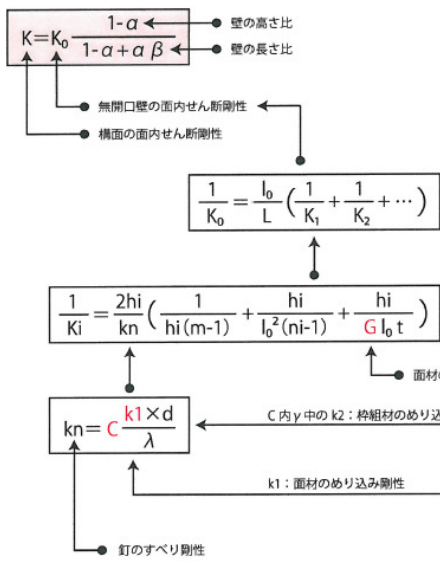 K=K₀ (1-α)/(1-α+α β)
壁の高さ比
壁の長さ比
無開口壁の面内せん断剛性
構面の面内せん断剛性
1/K₀ = l₀/L (1/K₁ + 1/K₂ + ⋯)
1/Ki = 2hi/kn (1/hi(m-1) + hi/l₀²(ni-1) + hi/G l₀ t)
面材の
kn= C k1×d/λ
C 内γ中の k2：枠組材のめり込
k1：面材のめり込み剛性
釘のすべり剛性